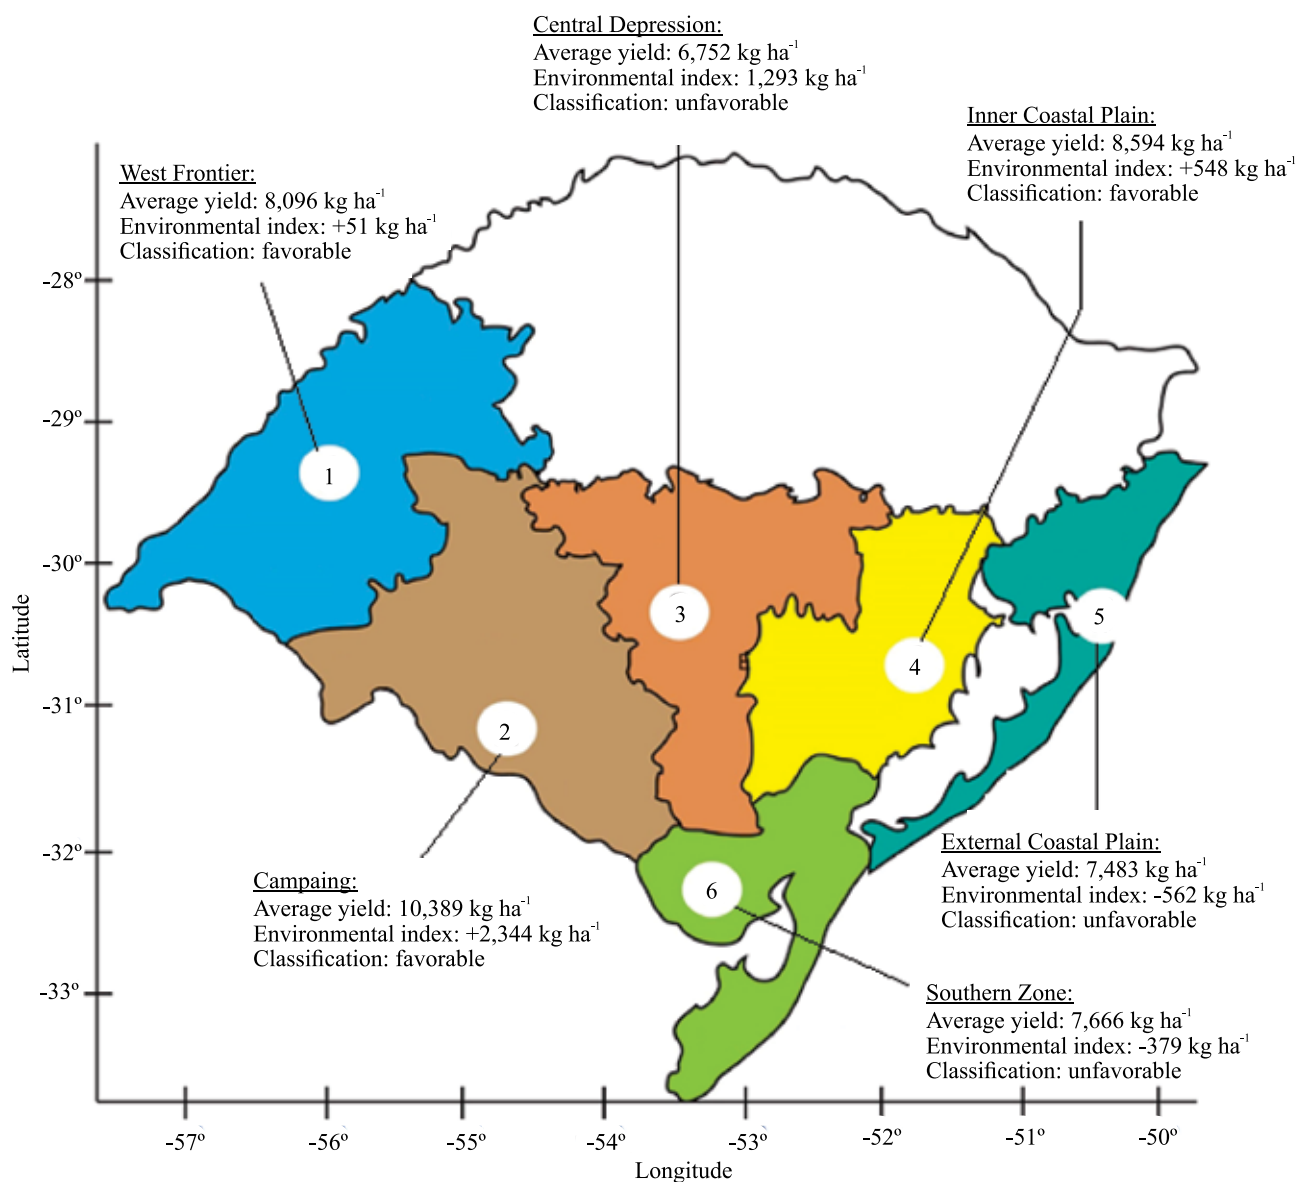 Central Depression:
Average yield: 6,752 kg ha⁻¹
Environmental index: 1,293 kg ha⁻¹
Classification: unfavorable
Inner Coastal Plain:
Average yield: 8,594 kg ha⁻¹
Environmental index: +548 kg ha⁻¹
Classification: favorable
West Frontier:
Average yield: 8,096 kg ha⁻¹
Environmental index: +51 kg ha⁻¹
Classification: favorable
-28º
-29º
-30º
-31º
-32º
-33º
Latitude
1
2
3
4
5
6
Campaing:
Average yield: 10,389 kg ha⁻¹
Environmental index: +2,344 kg ha⁻¹
Classification: favorable
External Coastal Plain:
Average yield: 7,483 kg ha⁻¹
Environmental index: -562 kg ha⁻¹
Classification: unfavorable
Southern Zone:
Average yield: 7,666 kg ha⁻¹
Environmental index: -379 kg ha⁻¹
Classification: unfavorable
-57º -56º -55º -54º -53º -52º -51º -50º
Longitude